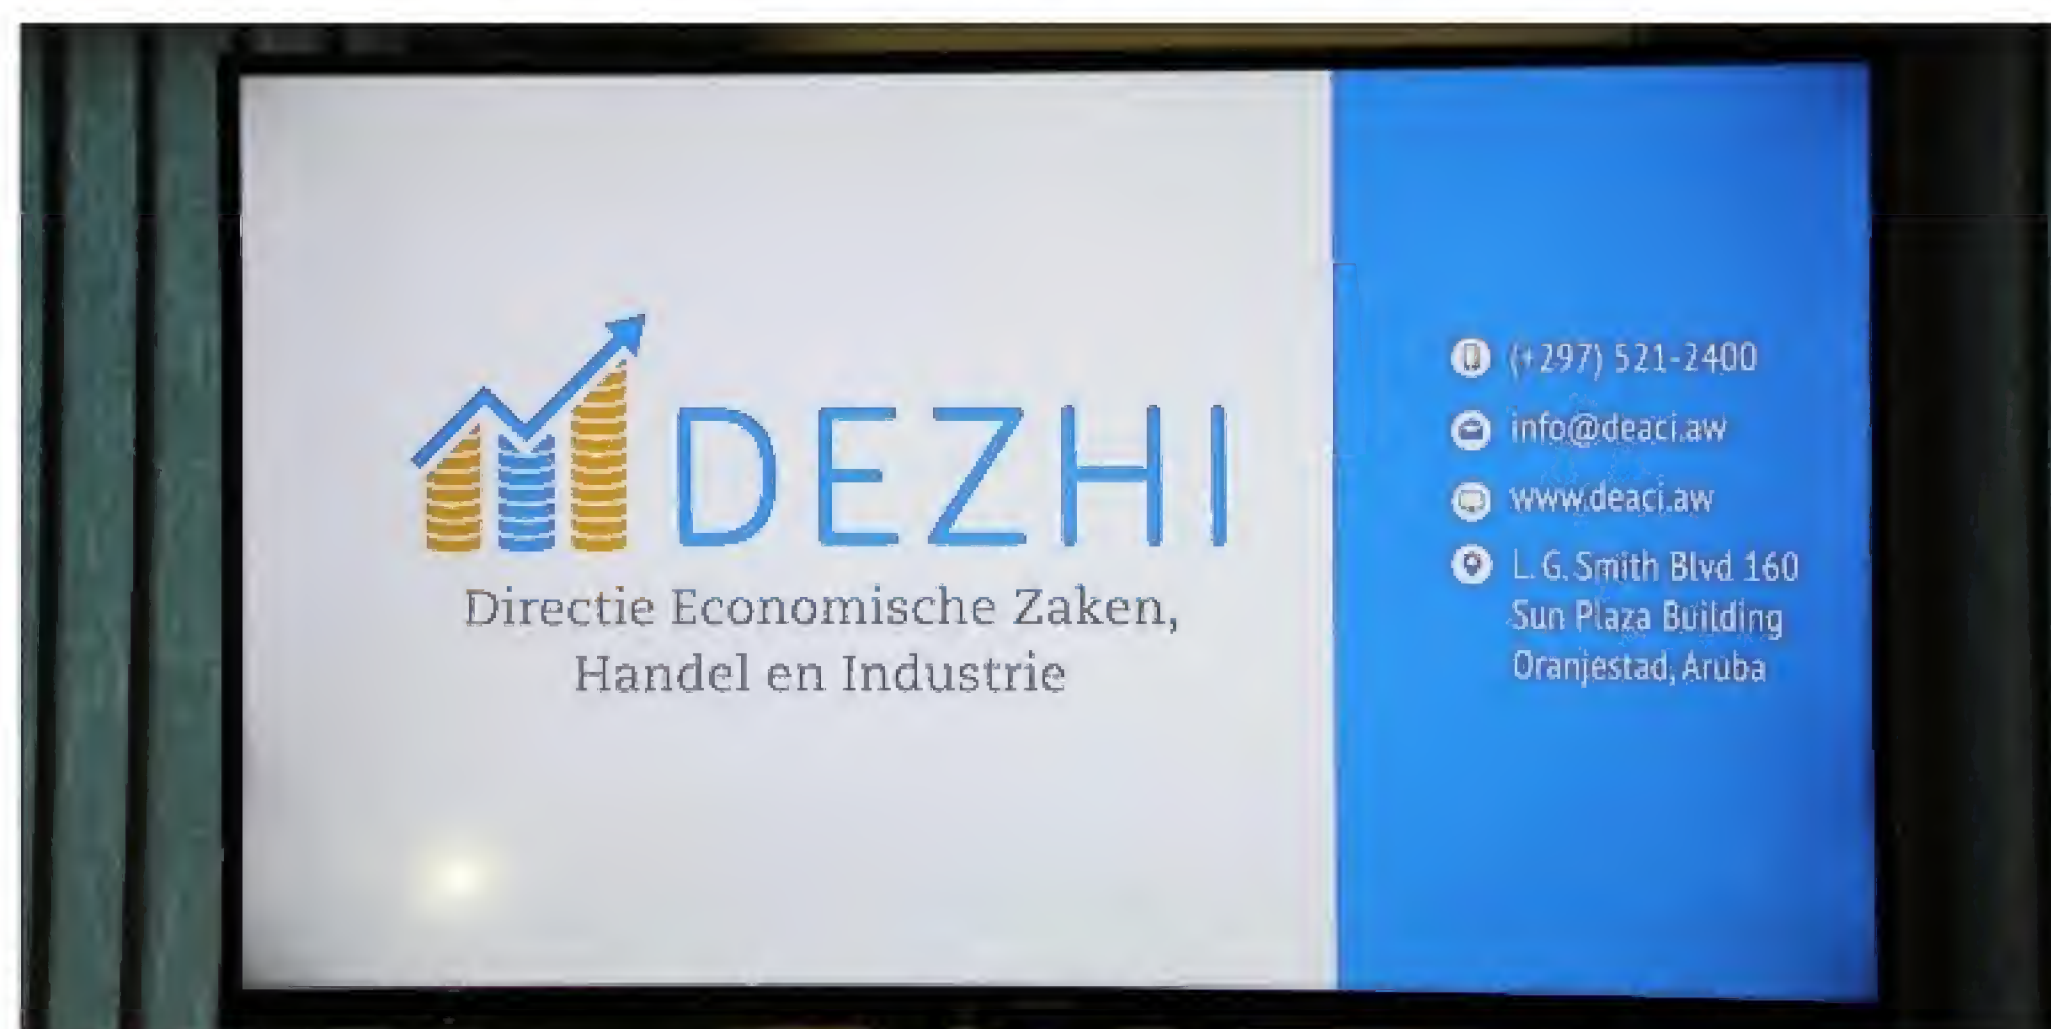 DEZHI
Directie Economische Zaken,
Handel en Industrie
(+297) 521-2400
info@deaci.aw
www.deaci.aw
L.G. Smith Blvd 160
Sun Plaza Building
Oranjestad, Aruba